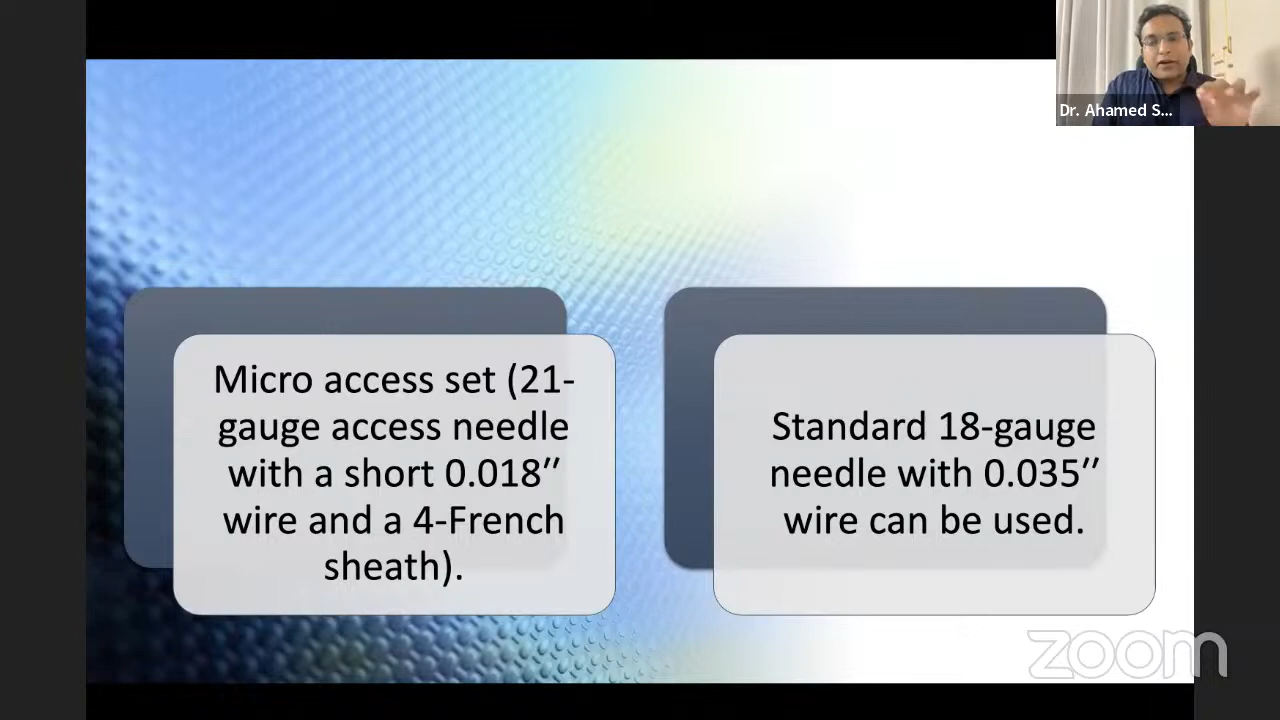 Dr. Ahamed S...
Micro access set (21-
gauge access needle
with a short 0.018′′
wire and a 4-French
sheath).
Standard 18-gauge
needle with 0.035′′
wire can be used.
zoom